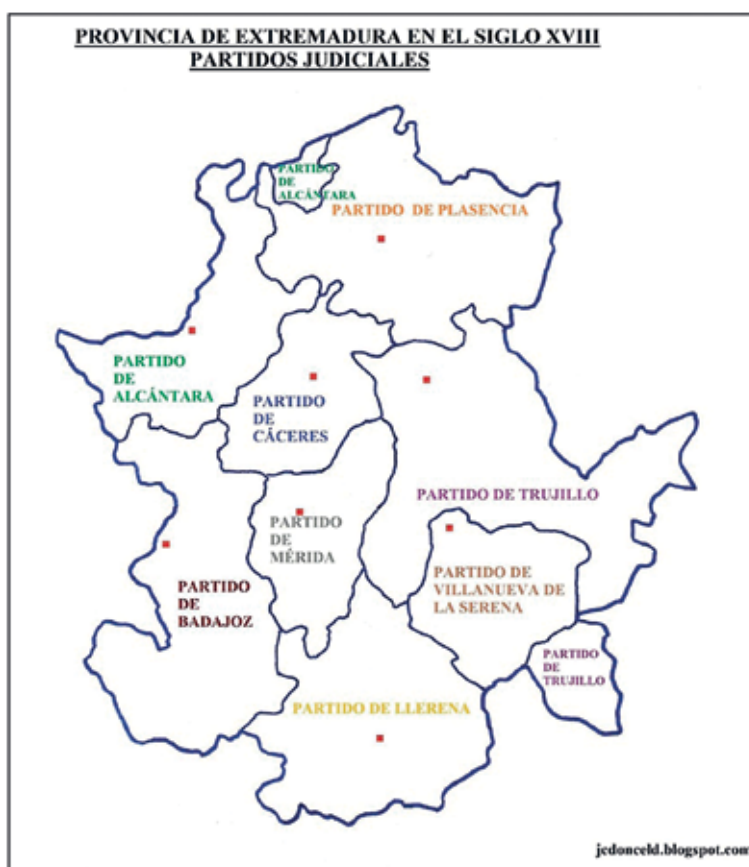 PROVINCIA DE EXTREMADURA EN EL SIGLO XVIII
PARTIDOS JUDICIALES
PARTIDO
DE
ALCÁNTARA
PARTIDO DE PLASENCIA
PARTIDO
DE
ALCÁNTARA
PARTIDO
DE
CÁCERES
PARTIDO DE TRUJILLO
PARTIDO
DE
MÉRIDA
PARTIDO DE
VILLANUEVA DE
LA SERENA
PARTIDO
DE
BADAJOZ
PARTIDO
DE
TRUJILLO
PARTIDO DE LLERENA
jcdonceld.blogspot.com